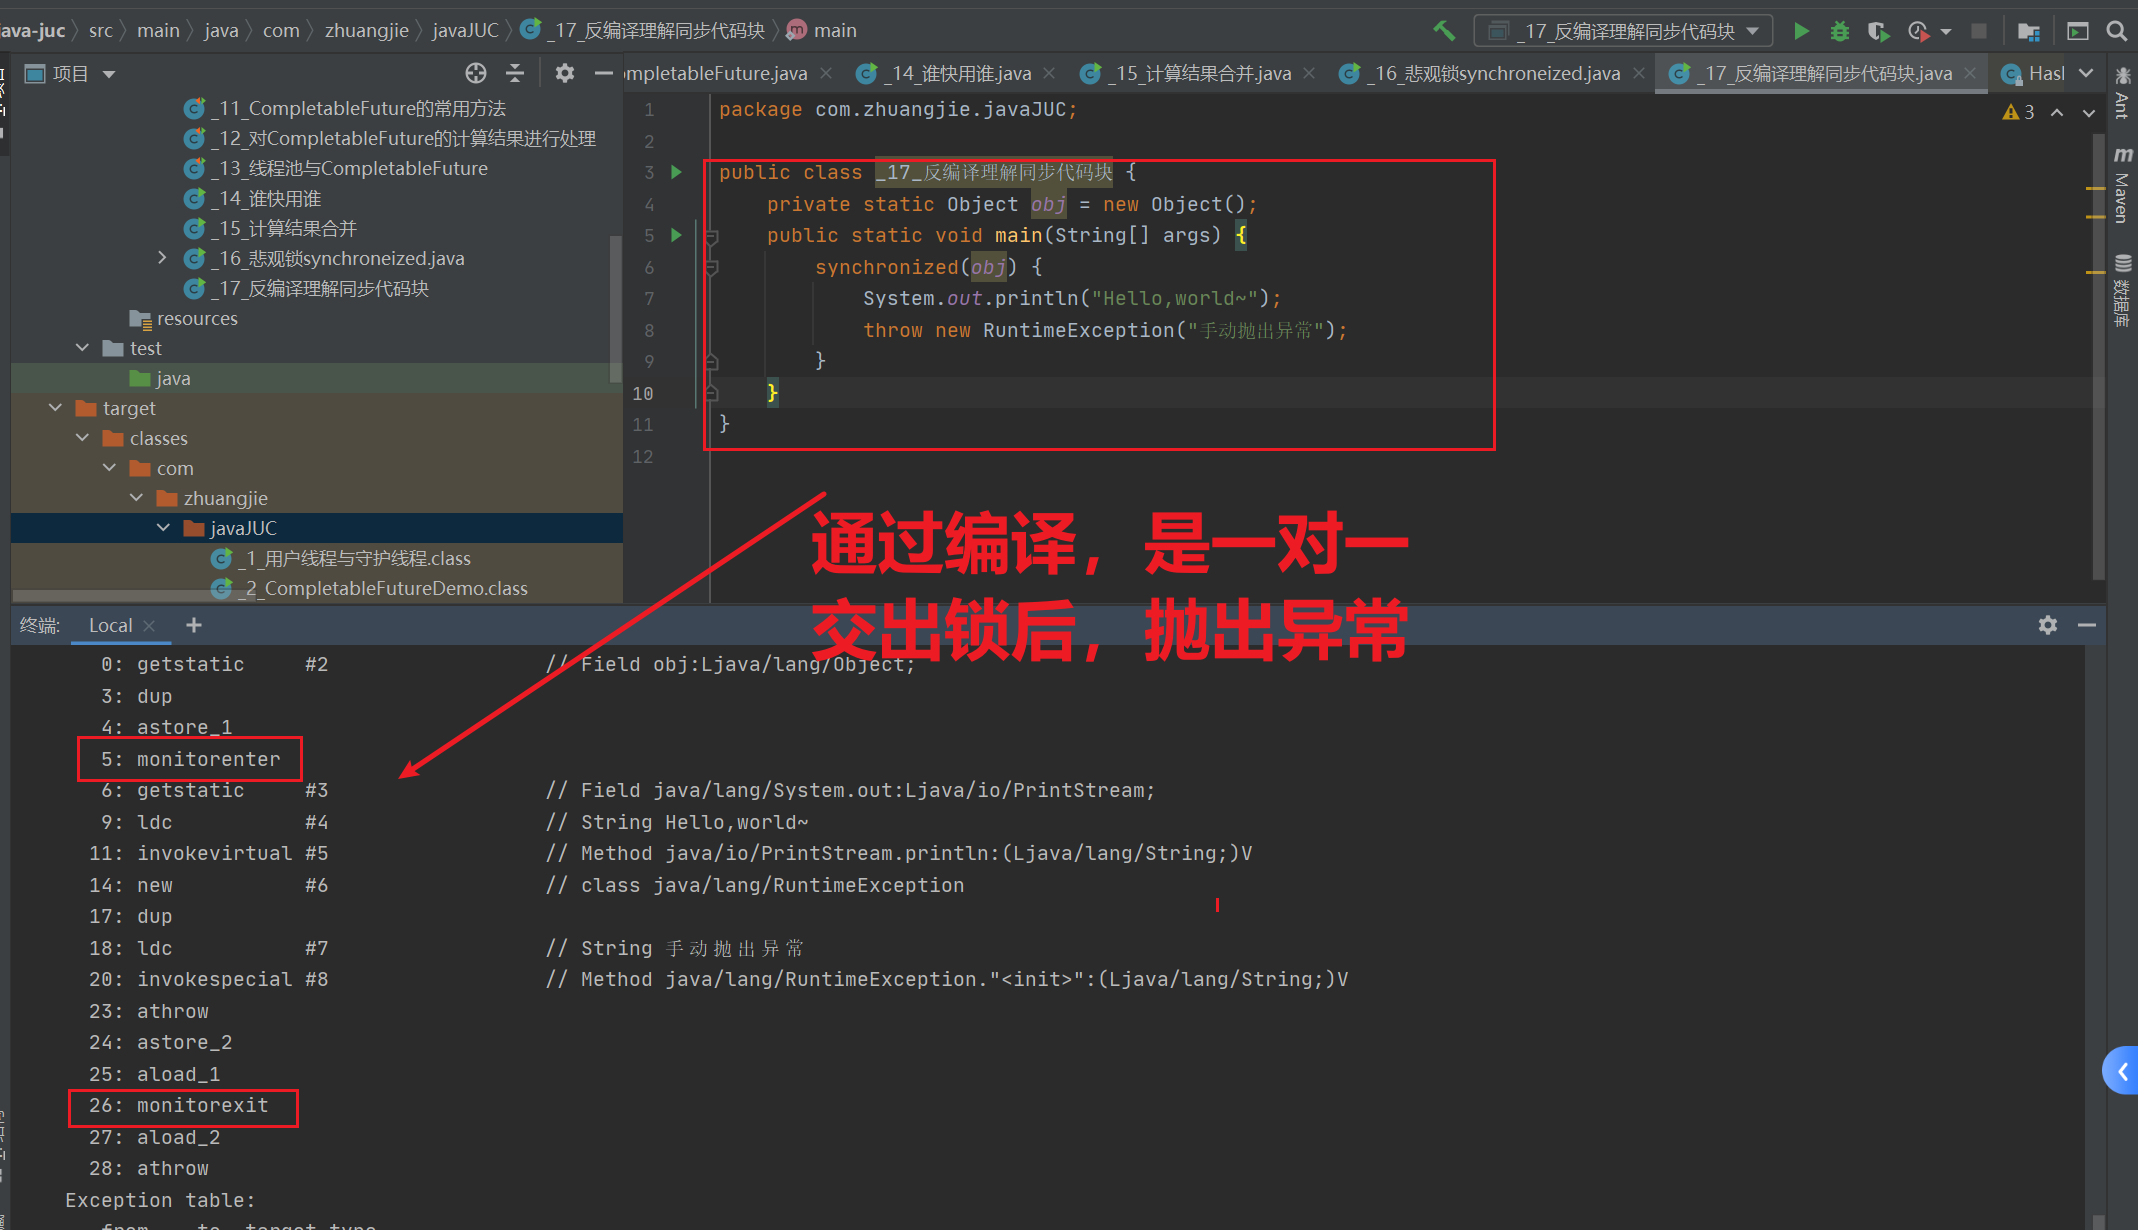 java-juc 〉 src 〉 main 〉 java 〉 com 〉 zhuangjie 〉 javaJUC 〉 _17_反编译理解同步代码块 〉 main
_17_反编译理解同步代码块
项目
mpletableFuture.java _14_谁快用谁.java _15_计算结果合并.java _16_悲观锁synchroneized.java _17_反编译理解同步代码块.java Hasl
_11_CompletableFuture的常用方法
_12_对CompletableFuture的计算结果进行处理
_13_线程池与CompletableFuture
_14_谁快用谁
_15_计算结果合并
_16_悲观锁synchroneized.java
_17_反编译理解同步代码块
resources
test
java
target
classes
com
zhuangjie
javaJUC
_1_用户线程与守护线程.class
_2_CompletableFutureDemo.class
1 package com.zhuangjie.javaJUC;
2
3 public class _17_反编译理解同步代码块 {
4 private static Object obj = new Object();
5 public static void main(String[] args) {
6 synchronized(obj) {
7 System.out.println("Hello,world~");
8 throw new RuntimeException("手动抛出异常");
9 }
10 }
11 }
12
3
Ant
m Maven
数据库
通过编译，是一对一
交出锁后，抛出异常
终端: Local
0: getstatic #2 // Field obj:Ljava/lang/Object;
3: dup
4: astore_1
5: monitorenter
6: getstatic #3 // Field java/lang/System.out:Ljava/io/PrintStream;
9: ldc #4 // String Hello,world~
11: invokevirtual #5 // Method java/io/PrintStream.println:(Ljava/lang/String;)V
14: new #6 // class java/lang/RuntimeException
17: dup
18: ldc #7 // String 手动抛出异常
20: invokespecial #8 // Method java/lang/RuntimeException."<init>":(Ljava/lang/String;)V
23: athrow
24: astore_2
25: aload_1
26: monitorexit
27: aload_2
28: athrow
Exception table:
from to target type